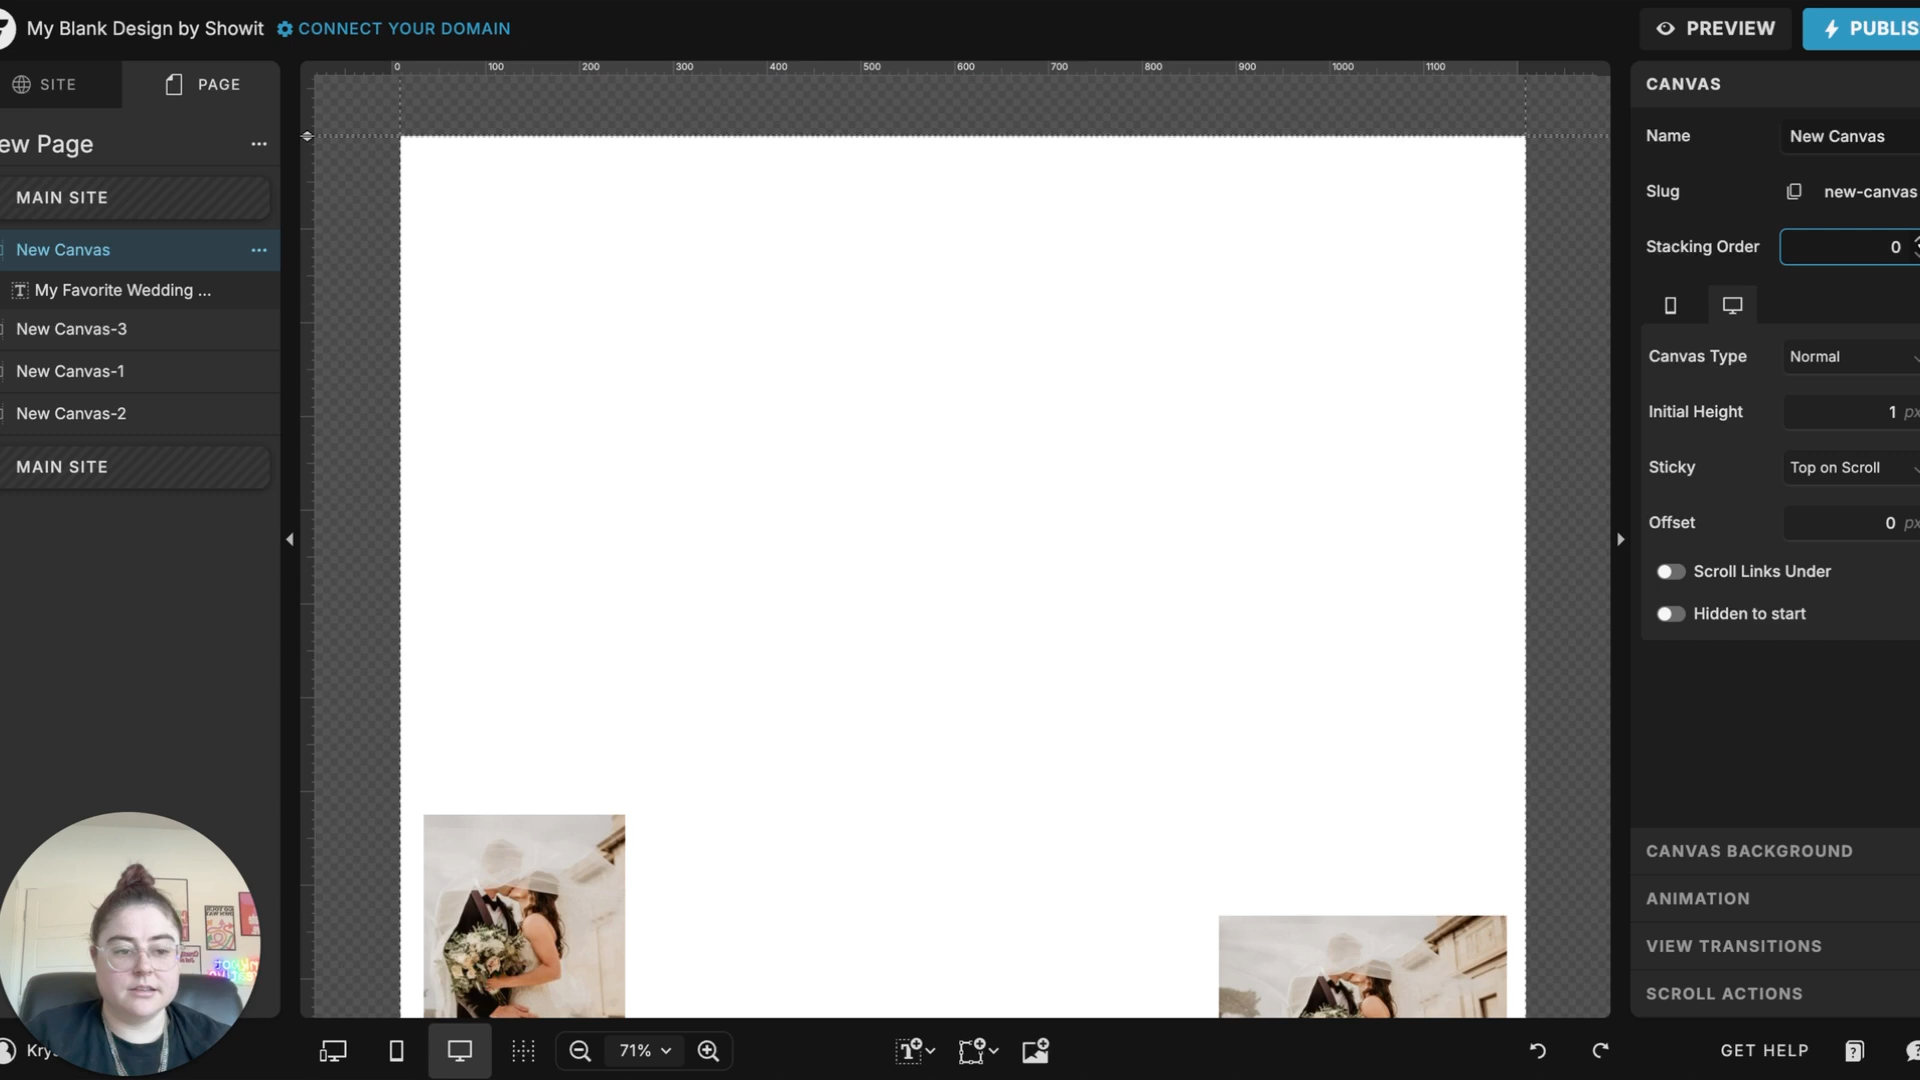 My Blank Design by Showit
CONNECT YOUR DOMAIN
PREVIEW
PUBLIS
SITE
PAGE
ew Page
MAIN SITE
New Canvas
My Favorite Wedding ...
New Canvas-3
New Canvas-1
New Canvas-2
MAIN SITE
0
100
200
300
400
500
600
700
800
900
1000
1100
CANVAS
Name
New Canvas
Slug
new-canvas
Stacking Order
0
Canvas Type
Normal
Initial Height
1 px
Sticky
Top on Scroll
Offset
0 px
Scroll Links Under
Hidden to start
CANVAS BACKGROUND
ANIMATION
VIEW TRANSITIONS
SCROLL ACTIONS
Kry
71%
GET HELP